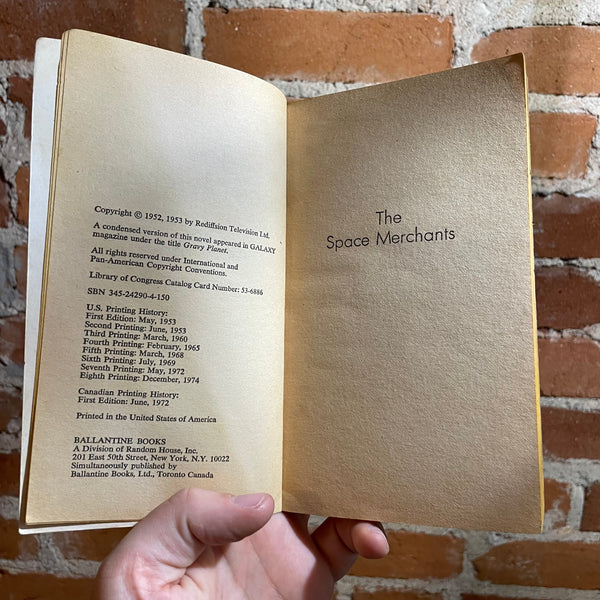 Copyright © 1952, 1953 by Rediffsion Television Ltd.
A condensed version of this novel appeared in GALAXY
magazine under the title Gravy Planet.
All rights reserved under International and
Pan-American Copyright Conventions.
Library of Congress Catalog Card Number: 53-6886
SBN 345-24290-4-150
U.S. Printing History:
First Edition: May, 1953
Second Printing: June, 1953
Third Printing: March, 1960
Fourth Printing: February, 1965
Fifth Printing: March, 1968
Sixth Printing: July, 1969
Seventh Printing: May, 1972
Eighth Printing: December, 1974
Canadian Printing History:
First Edition: June, 1972
Printed in the United States of America
BALLANTINE BOOKS
A Division of Random House, Inc.
201 East 50th Street, New York, N.Y. 10022
Simultaneously published by
Ballantine Books, Ltd., Toronto Canada
The
Space Merchants